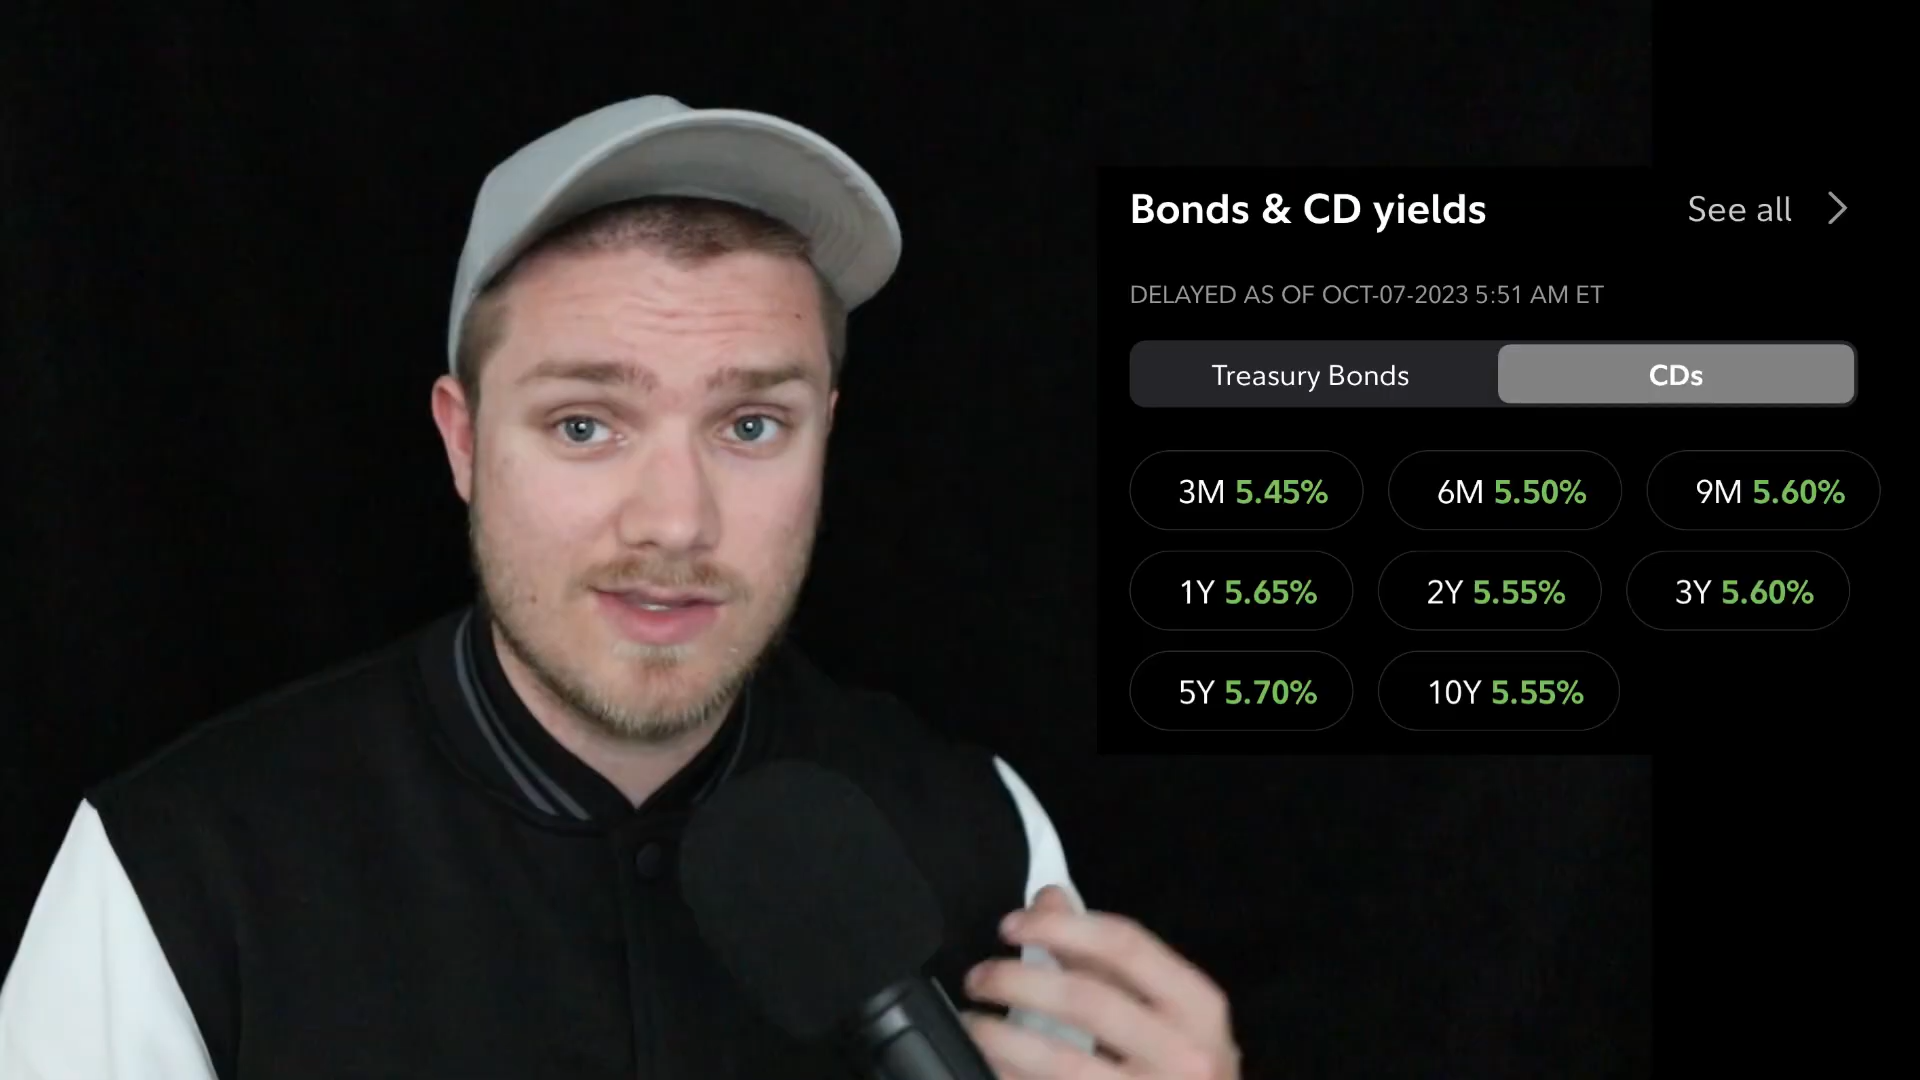 Bonds & CD yields See all
DELAYED AS OF OCT-07-2023 5:51 AM ET
Treasury Bonds CDs
3M 5.45% 6M 5.50% 9M 5.60%
1Y 5.65% 2Y 5.55% 3Y 5.60%
5Y 5.70% 10Y 5.55%